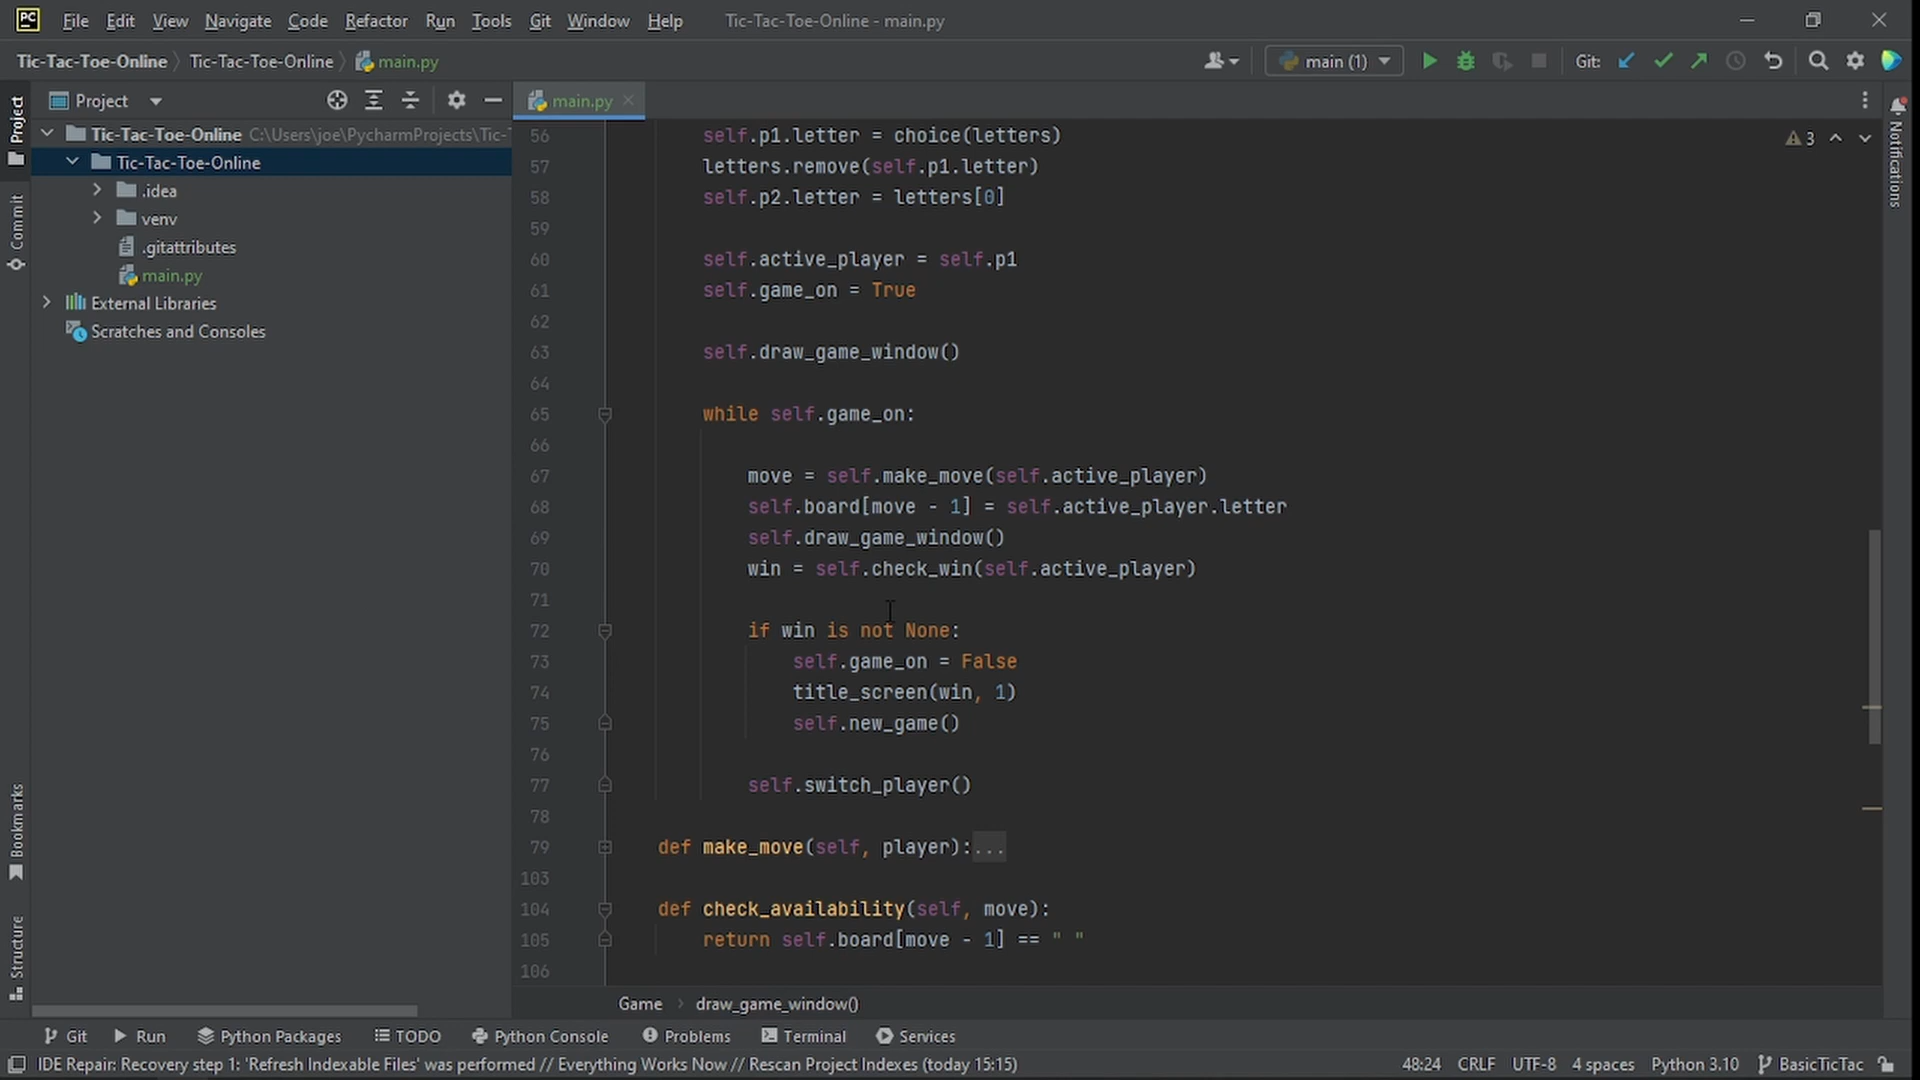 PC File Edit View Navigate Code Refactor Run Tools Git Window Help Tic-Tac-Toe-Online - main.py
Tic-Tac-Toe-Online Tic-Tac-Toe-Online main.py main (1) Git:
Project
Project
Commit
Bookmarks
Structure
Tic-Tac-Toe-Online C:\Users\joe\PycharmProjects\Tic-T
Tic-Tac-Toe-Online
.idea
venv
.gitattributes
main.py
External Libraries
Scratches and Consoles
main.py
3
Notifications
56 self.p1.letter = choice(letters)
57 letters.remove(self.p1.letter)
58 self.p2.letter = letters[0]
59
60 self.active_player = self.p1
61 self.game_on = True
62
63 self.draw_game_window()
64
65 while self.game_on:
66
67 move = self.make_move(self.active_player)
68 self.board[move - 1] = self.active_player.letter
69 self.draw_game_window()
70 win = self.check_win(self.active_player)
71
72 if win is not None:
73 self.game_on = False
74 title_screen(win, 1)
75 self.new_game()
76
77 self.switch_player()
78
79 def make_move(self, player):...
103
104 def check_availability(self, move):
105 return self.board[move - 1] == " "
106
Game draw_game_window()
Git Run Python Packages TODO Python Console Problems Terminal Services
IDE Repair: Recovery step 1: 'Refresh Indexable Files' was performed // Everything Works Now // Rescan Project Indexes (today 15:15) 48:24 CRLF UTF-8 4 spaces Python 3.10 BasicTicTac